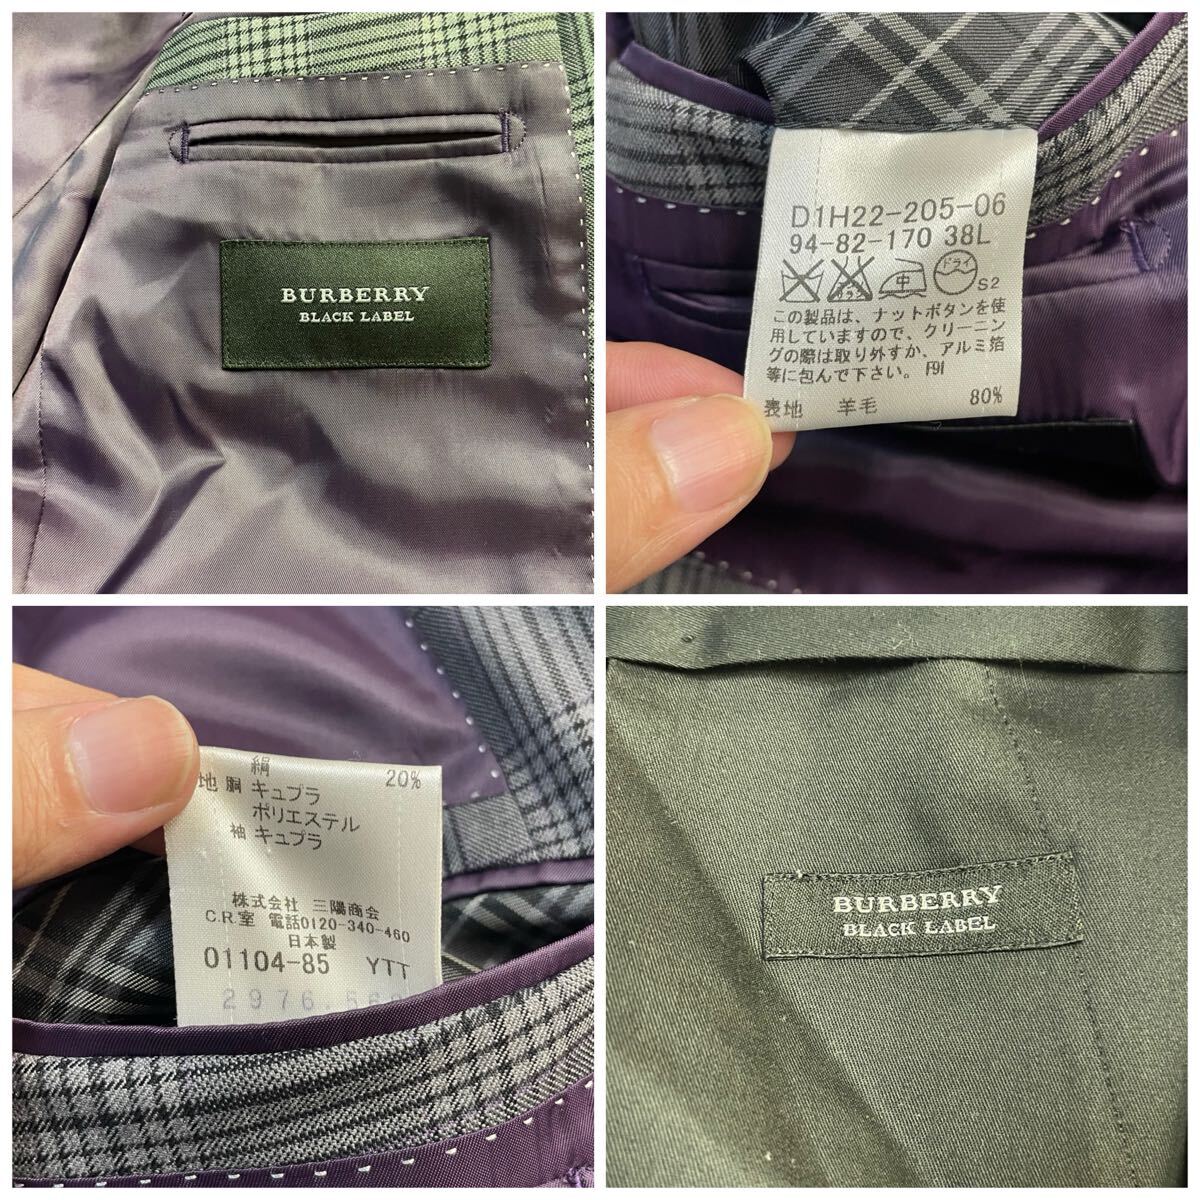 BURBERRY
BLACK LABEL
D1H22-205-06
94-82-170 38L
中
ドライ
S2
この製品は、ナットボタンを使
用していますので、クリーニン
グの際は取り外すか、アルミ箔
等に包んで下さい。F9I
表地 羊毛 80%
絹 20%
地 胴 キュプラ
ポリエステル
袖 キュプラ
株式会社 三陽商会
C.R.室 電話0120-340-460
日本製
01104-85 YTT
2976.56
BURBERRY
BLACK LABEL